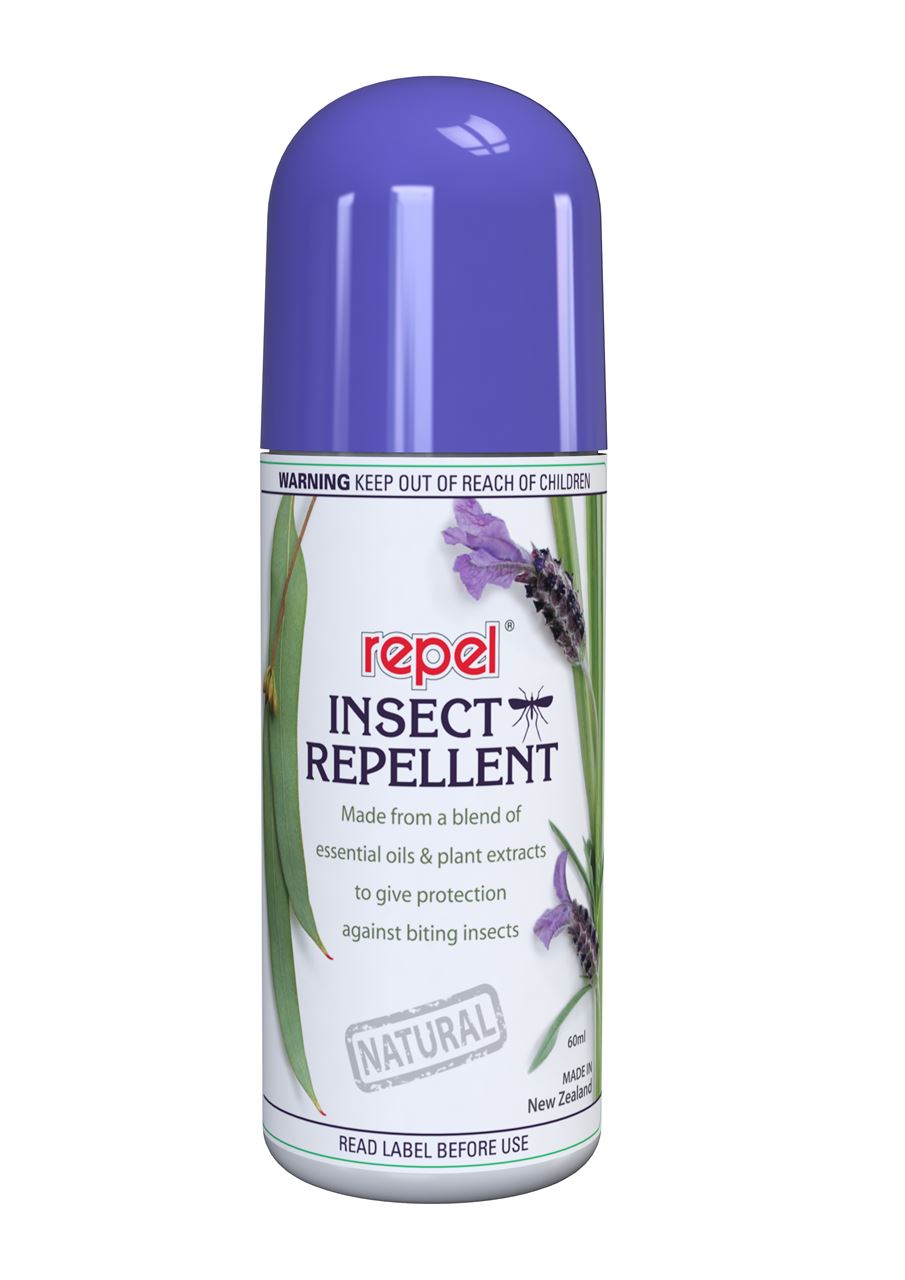 WARNING KEEP OUT OF REACH OF CHILDREN
repel®
INSECT
REPELLENT
Made from a blend of
essential oils & plant extracts
to give protection
against biting insects
NATURAL
60ml
MADE IN
New Zealand
READ LABEL BEFORE USE